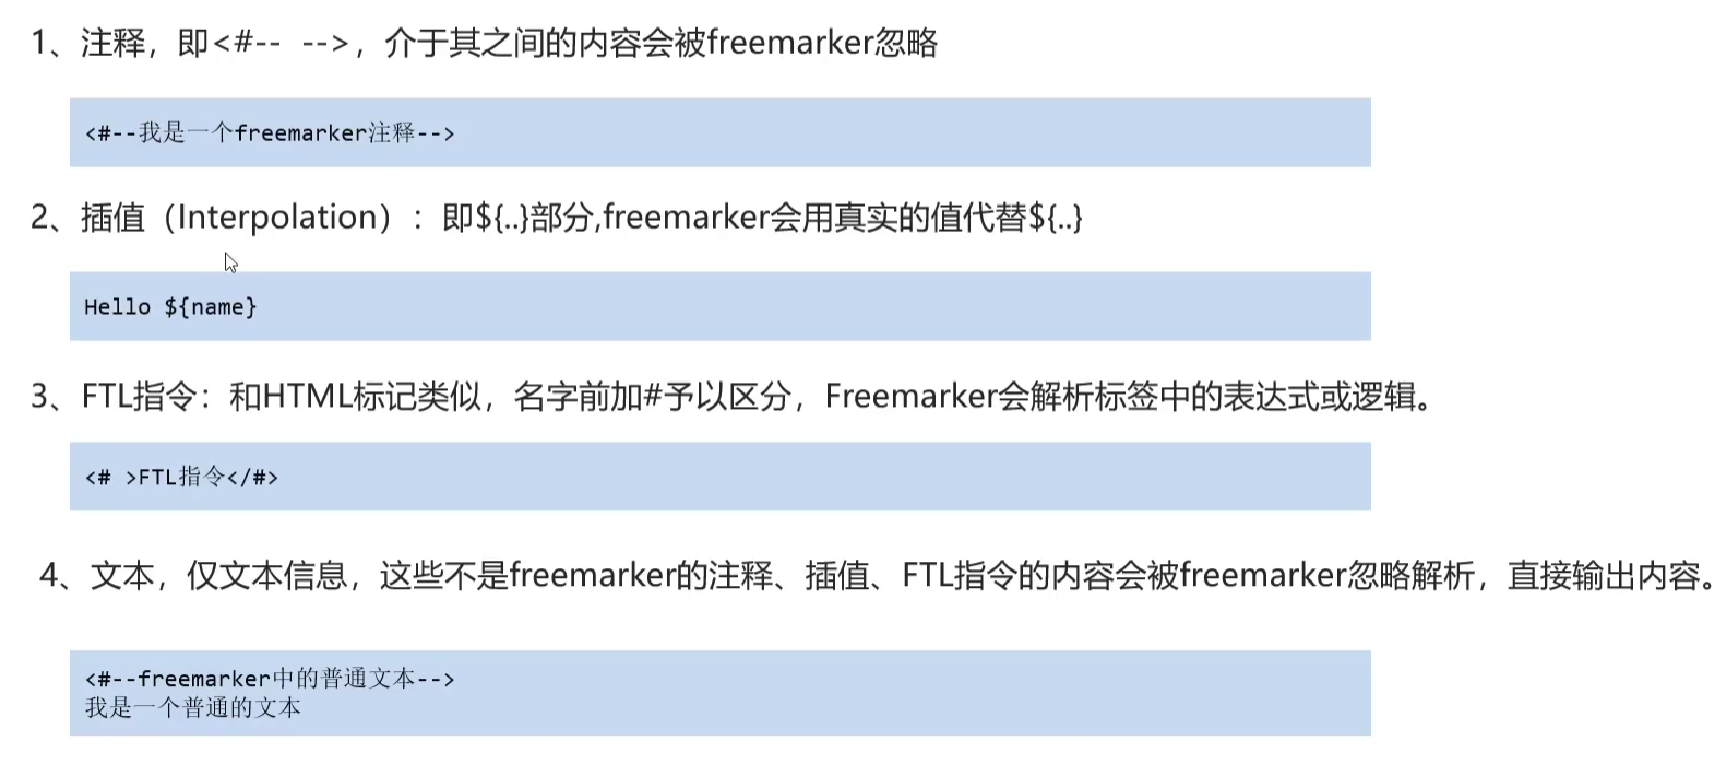 1、注释，即<#-- -->，介于其之间的内容会被freemarker忽略
<#--我是一个freemarker注释-->
2、插值（Interpolation）：即${..}部分,freemarker会用真实的值代替${..}
Hello ${name}
3、FTL指令：和HTML标记类似，名字前加#予以区分，Freemarker会解析标签中的表达式或逻辑。
<# >FTL指令</#>
4、文本，仅文本信息，这些不是freemarker的注释、插值、FTL指令的内容会被freemarker忽略解析，直接输出内容。
<#--freemarker中的普通文本-->
我是一个普通的文本